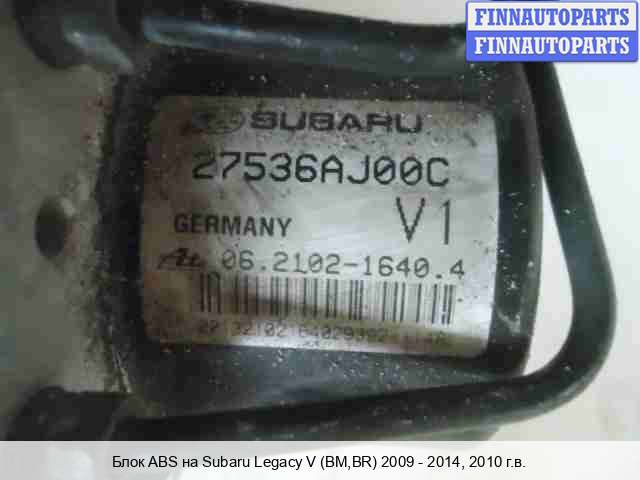 FINNAUTOPARTS
FINNAUTOPARTS
SUBARU
27536AJ00C
GERMANY V1
06.2102-1640.4
Блок ABS на Subaru Legacy V (BM,BR) 2009 - 2014, 2010 г.в.